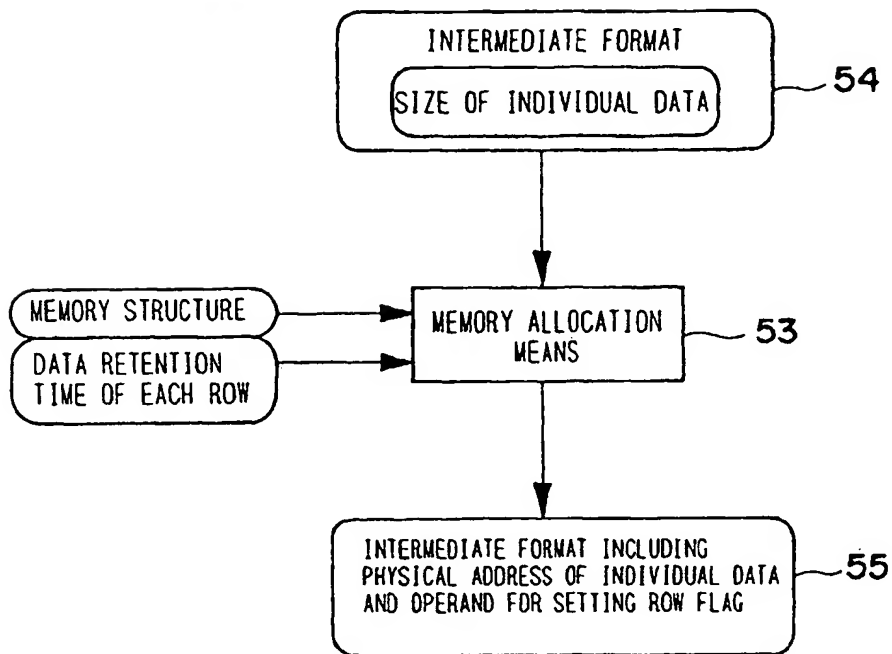 INTERMEDIATE FORMAT
SIZE OF INDIVIDUAL DATA
54
MEMORY STRUCTURE
DATA RETENTION
TIME OF EACH ROW
MEMORY ALLOCATION
MEANS
53
INTERMEDIATE FORMAT INCLUDING
PHYSICAL ADDRESS OF INDIVIDUAL DATA
AND OPERAND FOR SETTING ROW FLAG
55